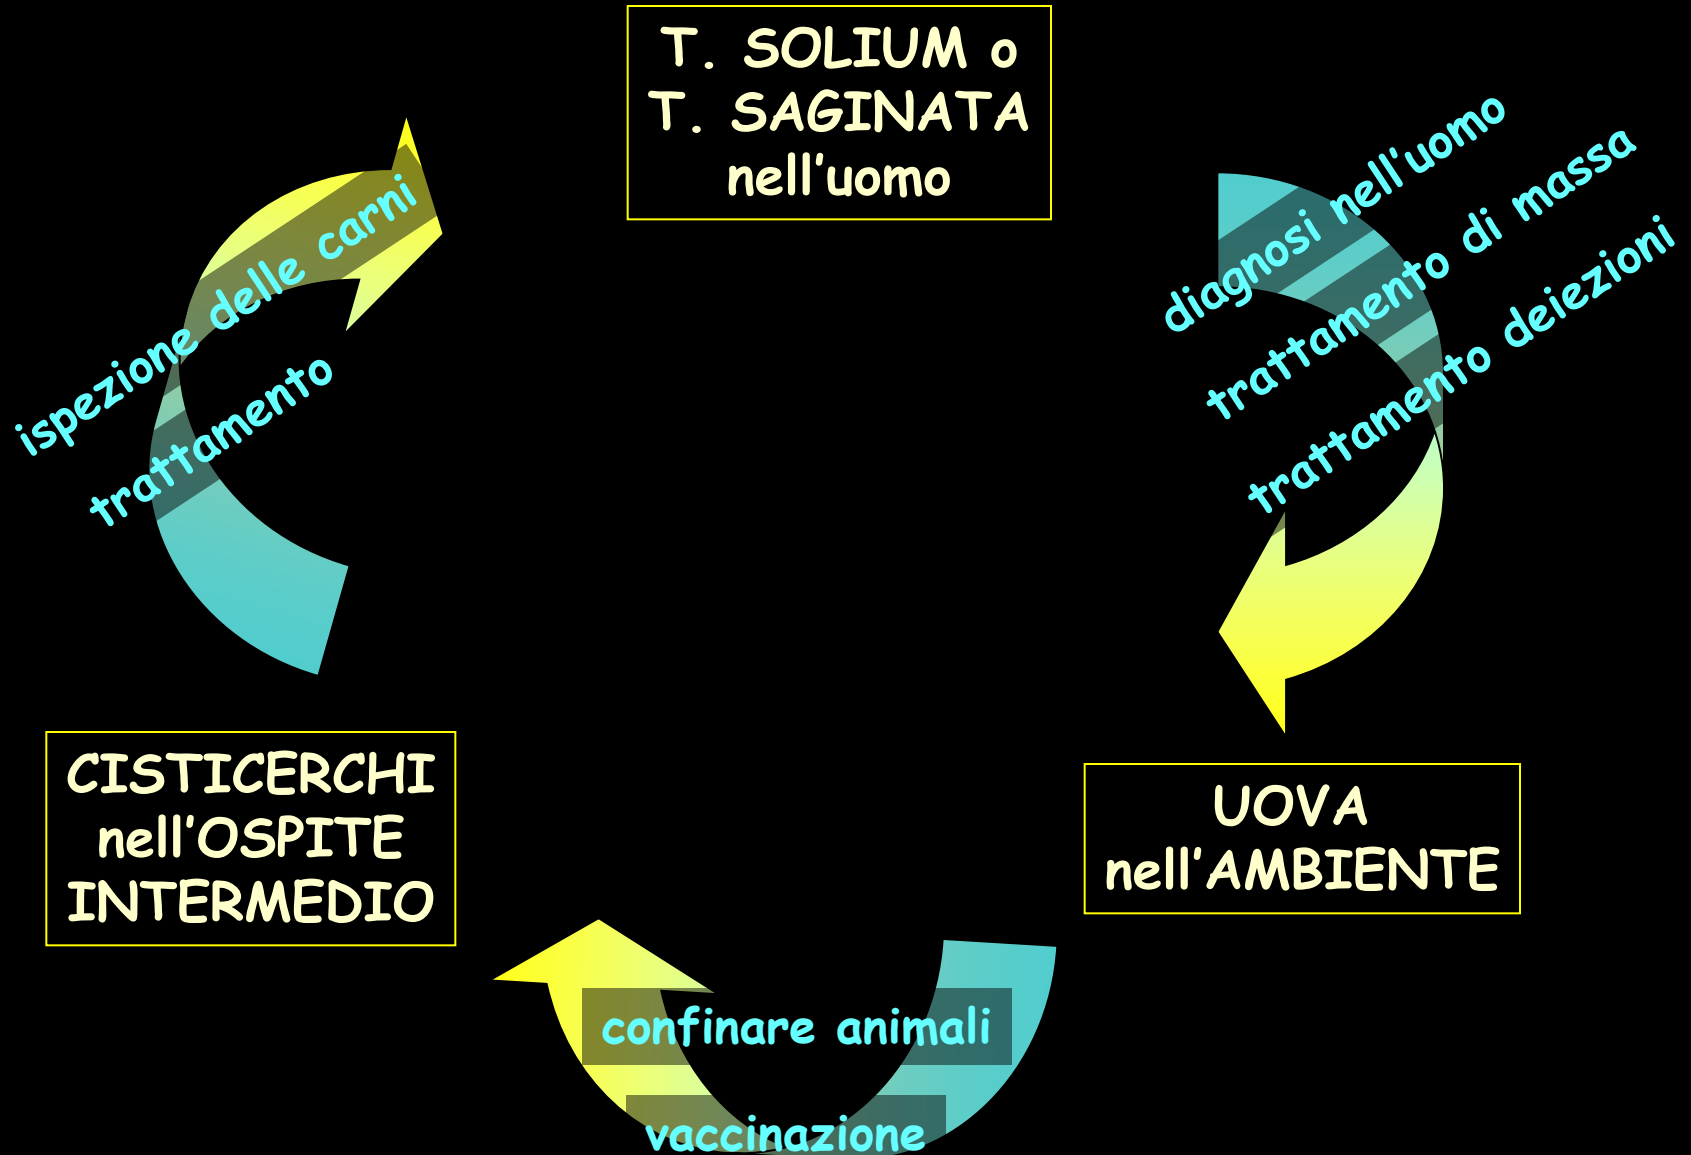 T. SOLIUM o
T. SAGINATA
nell'uomo
diagnosi nell'uomo
trattamento di massa
trattamento deiezioni
ispezione delle carni
trattamento
CISTICERCHI
nell'OSPITE
INTERMEDIO
UOVA
nell'AMBIENTE
confinare animali
vaccinazione